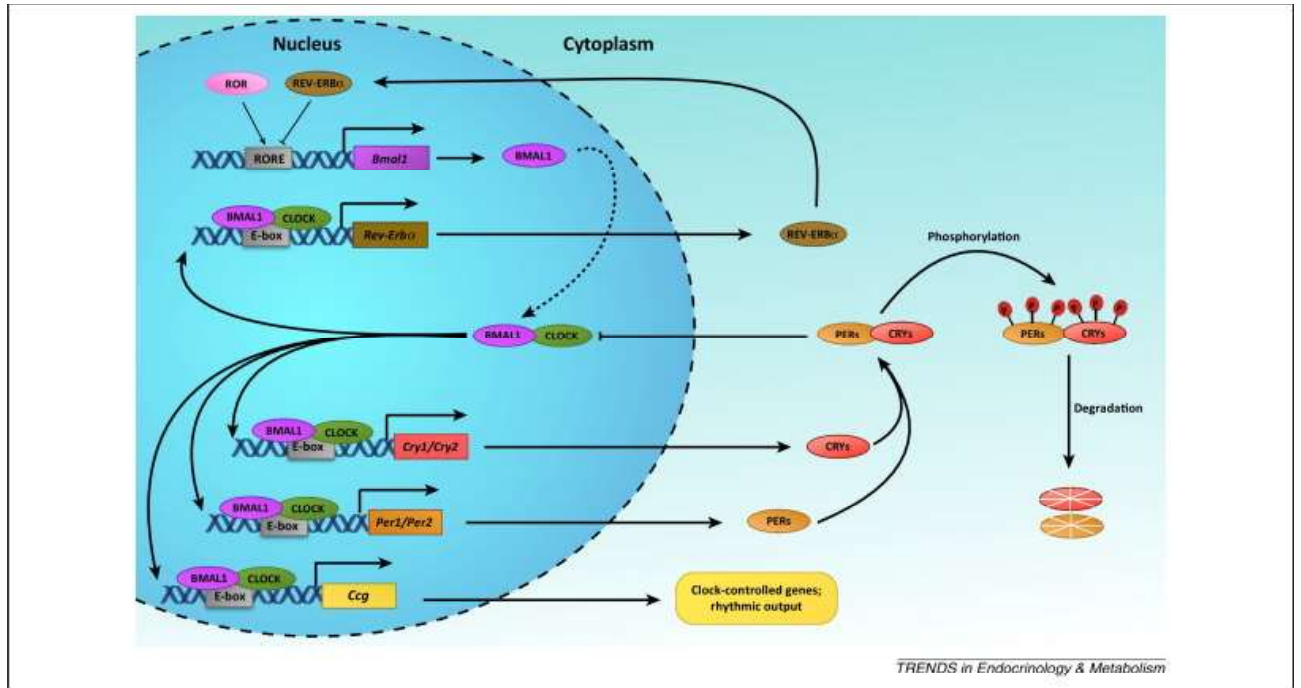 Nucleus
Cytoplasm
ROR
REV-ERBα
RORE
Bmal1
BMAL1
BMAL1
CLOCK
E-box
Rev-Erbα
REV-ERBα
Phosphorylation
BMAL1
CLOCK
PERs
CRYs
P P P P P P
PERs
CRYs
Degradation
BMAL1
CLOCK
E-box
Cry1/Cry2
CRYs
BMAL1
CLOCK
E-box
Per1/Per2
PERs
BMAL1
CLOCK
E-box
Ccg
Clock-controlled genes;
rhythmic output
TRENDS in Endocrinology & Metabolism